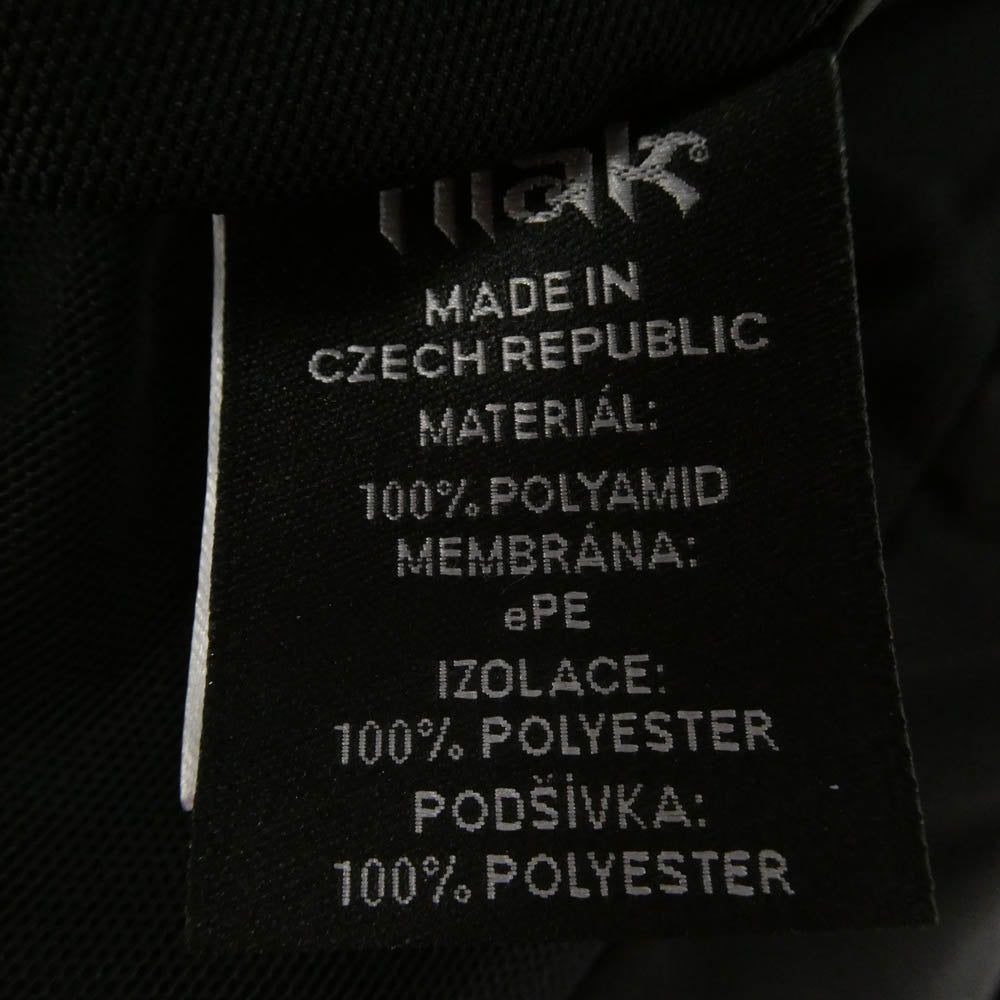 MADE IN
CZECH REPUBLIC
MATERIÁL:
100% POLYAMID
MEMBRÁNA:
ePE
IZOLACE:
100% POLYESTER
PODŠÍVKA:
100% POLYESTER